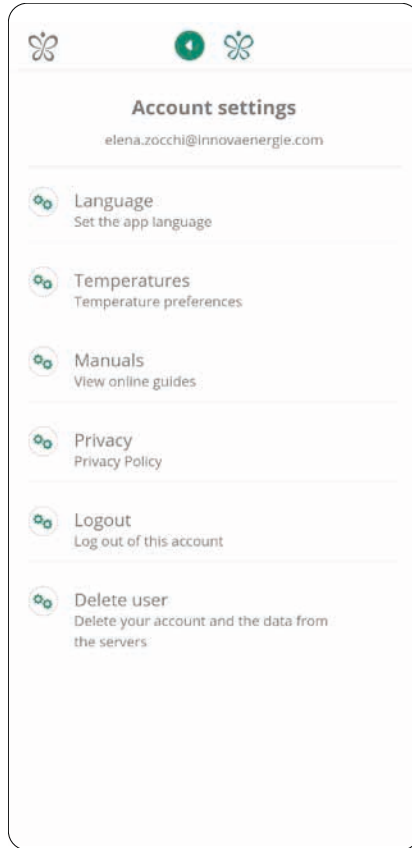 Account settings
elena.zocchi@innovaenergie.com
Language
Set the app language
Temperatures
Temperature preferences
Manuals
View online guides
Privacy
Privacy Policy
Logout
Log out of this account
Delete user
Delete your account and the data from
the servers